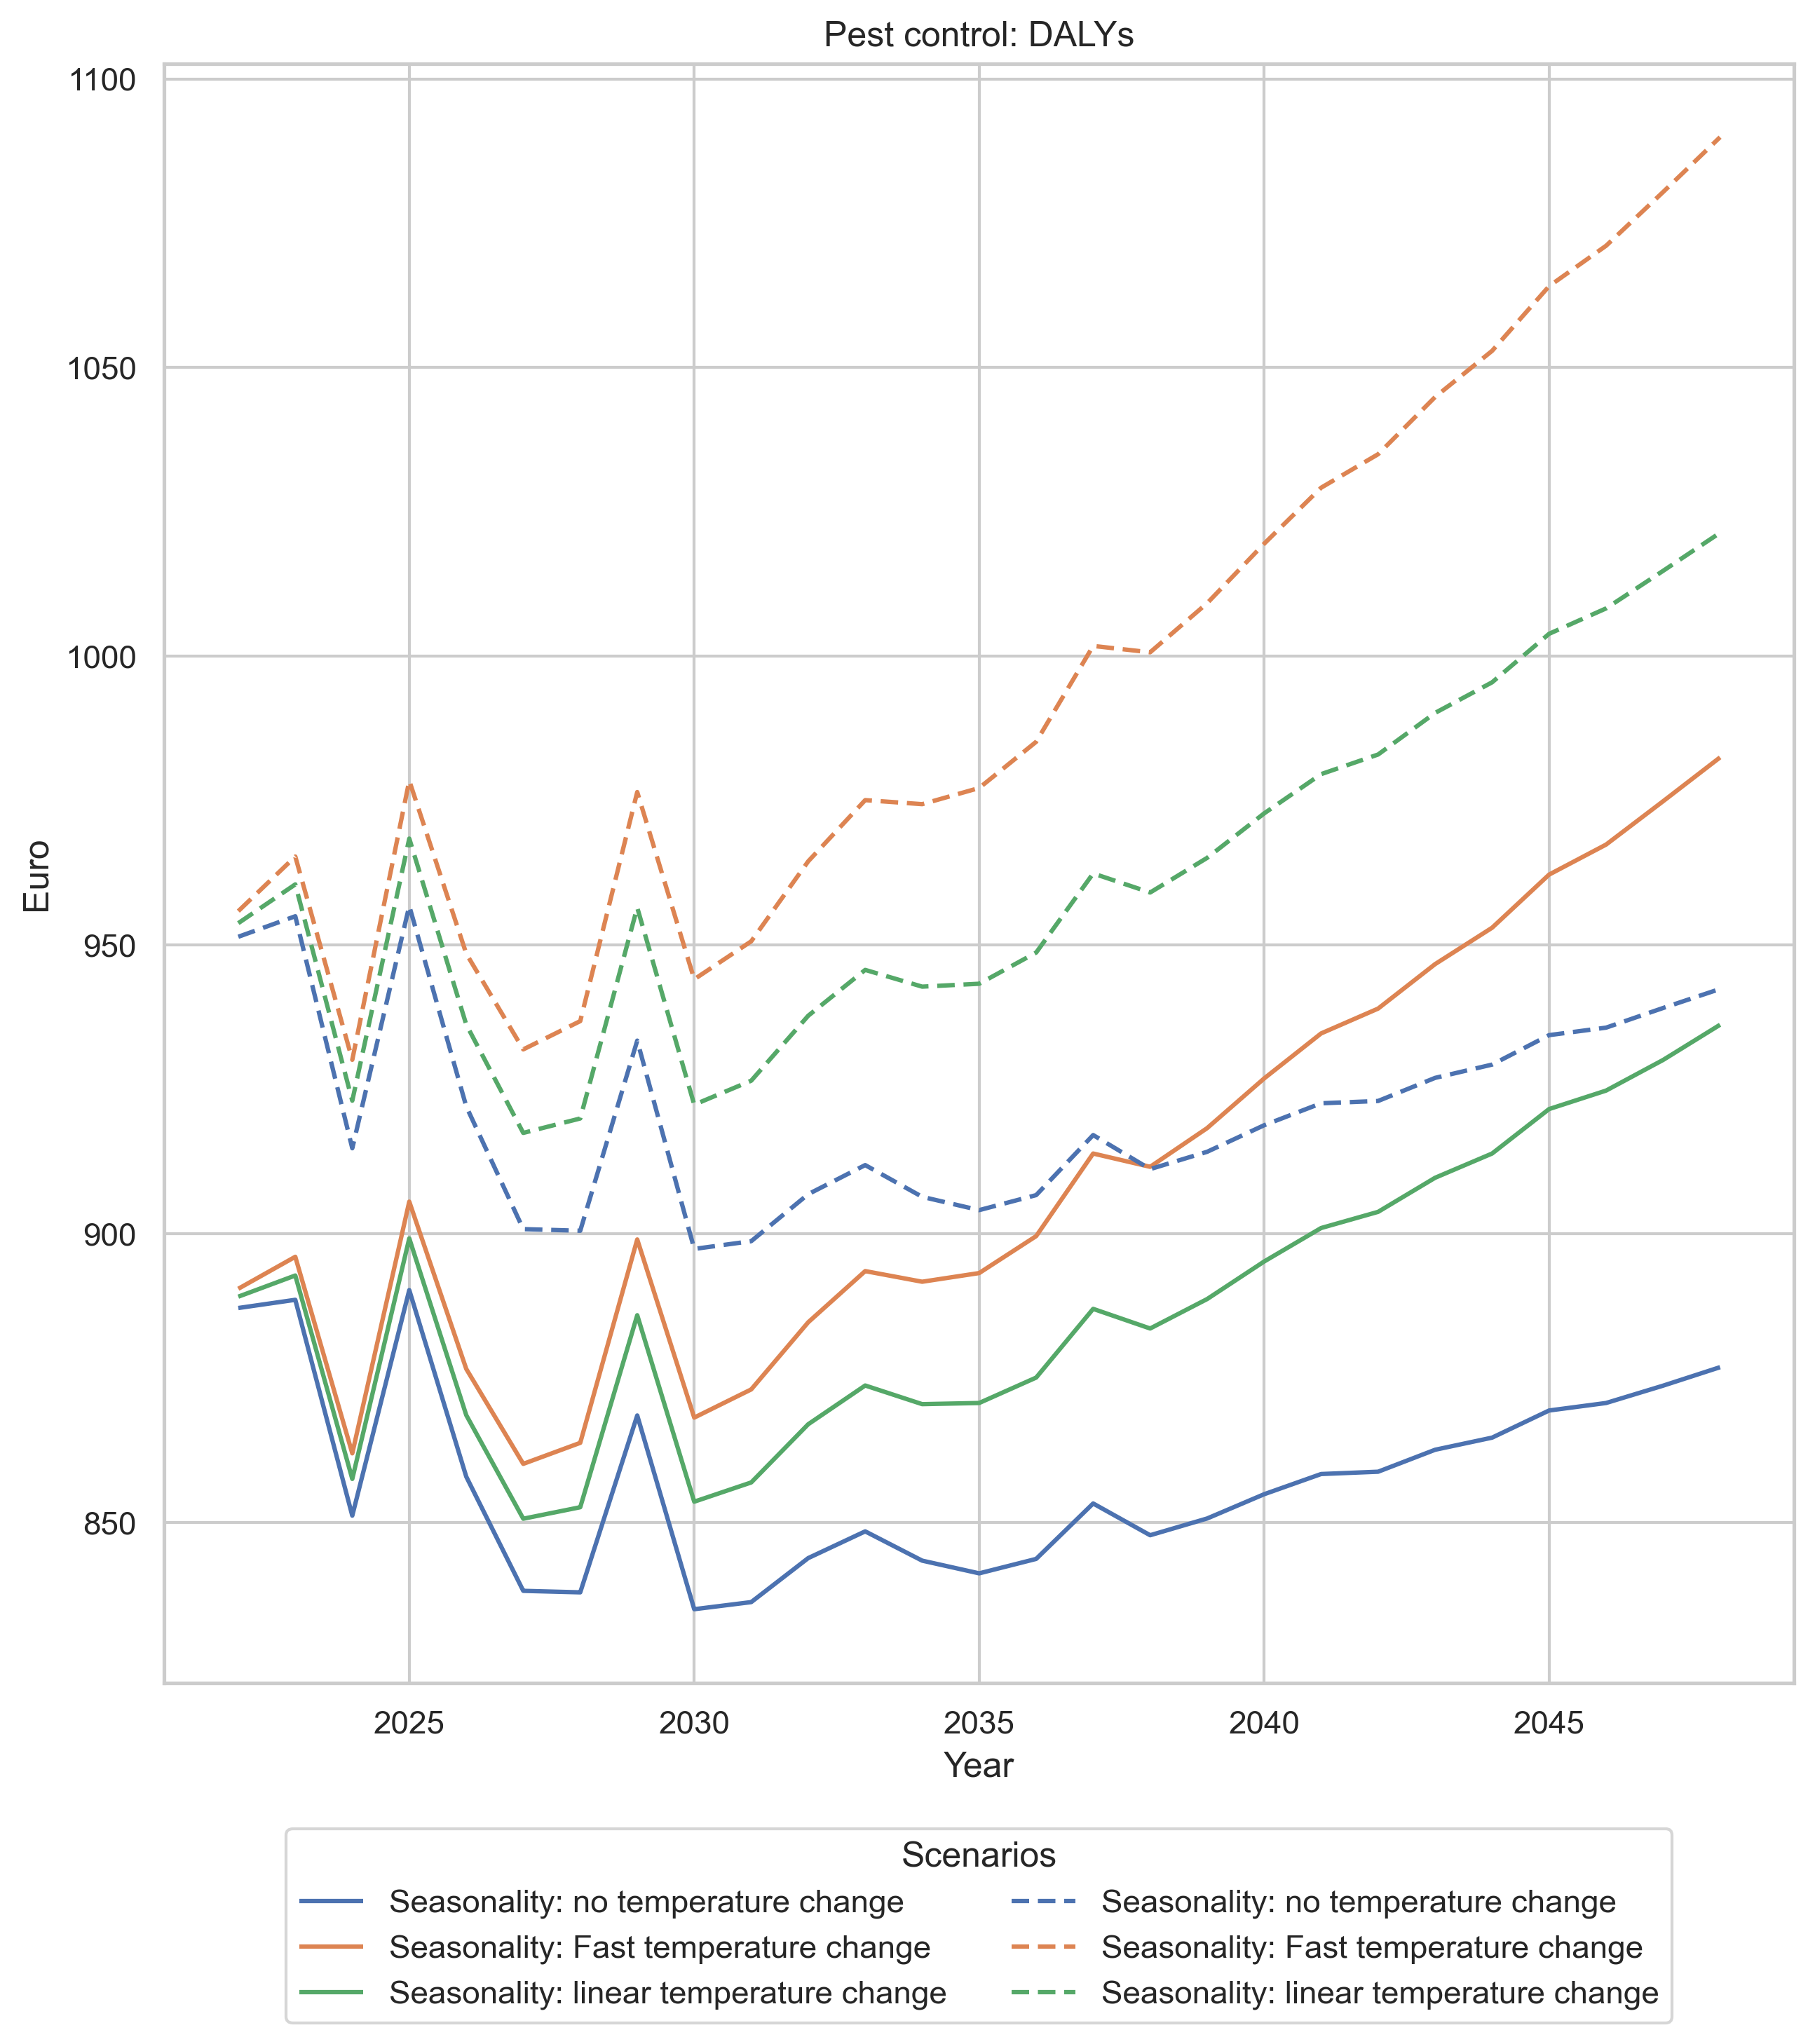 Pest control: DALYs
1100
1050
1000
950
900
850
Euro
2025 2030 2035 2040 2045
Year
Scenarios
Seasonality: no temperature change
Seasonality: Fast temperature change
Seasonality: linear temperature change
Seasonality: no temperature change
Seasonality: Fast temperature change
Seasonality: linear temperature change